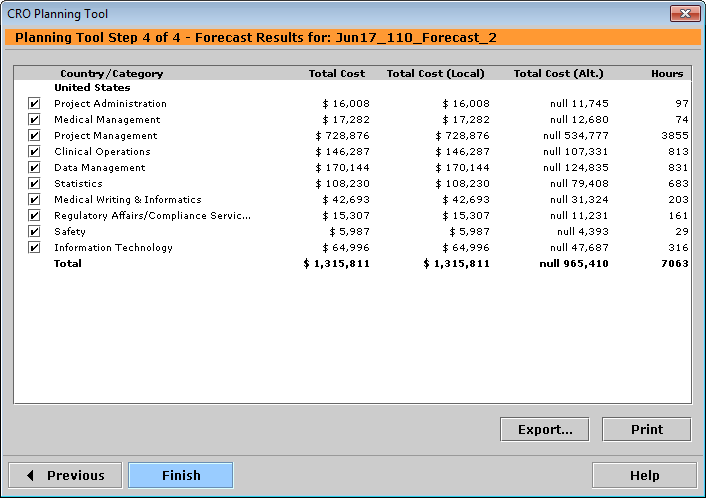 CRO Planning Tool
Planning Tool Step 4 of 4 - Forecast Results for: Jun17_110_Forecast_2
Country/Category Total Cost Total Cost (Local) Total Cost (Alt.) Hours
United States
Project Administration $ 16,008 $ 16,008 null 11,745 97
Medical Management $ 17,282 $ 17,282 null 12,680 74
Project Management $ 728,876 $ 728,876 null 534,777 3855
Clinical Operations $ 146,287 $ 146,287 null 107,331 813
Data Management $ 170,144 $ 170,144 null 124,835 831
Statistics $ 108,230 $ 108,230 null 79,408 683
Medical Writing & Informatics $ 42,693 $ 42,693 null 31,324 203
Regulatory Affairs/Compliance Servic... $ 15,307 $ 15,307 null 11,231 161
Safety $ 5,987 $ 5,987 null 4,393 29
Information Technology $ 64,996 $ 64,996 null 47,687 316
Total $ 1,315,811 $ 1,315,811 null 965,410 7063
Export... Print
Previous Finish Help